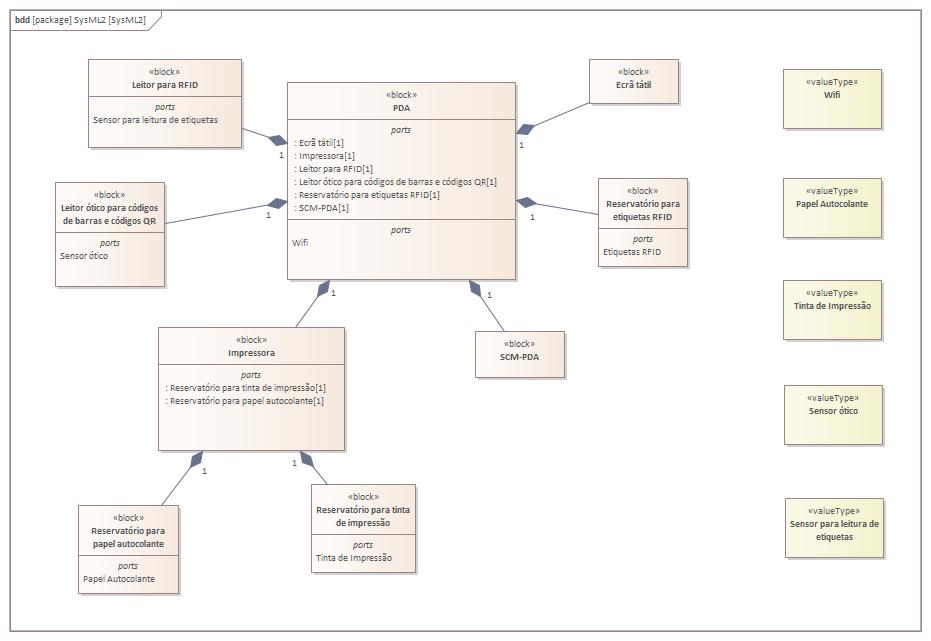 bdd [package] SysML2 [SysML2]
«block»
Leitor para RFID
ports
Sensor para leitura de etiquetas
1
«block»
PDA
parts
: Ecrã tátil[1]
: Impressora[1]
: Leitor para RFID[1]
: Leitor ótico para códigos de barras e códigos QR[1]
: Reservatório para etiquetas RFID[1]
: SCM-PDA[1]
ports
Wifi
«block»
Ecrã tátil
1
«valueType»
Wifi
«block»
Leitor ótico para códigos
de barras e códigos QR
ports
Sensor ótico
1
«block»
Reservatório para
etiquetas RFID
ports
Etiquetas RFID
1
«valueType»
Papel Autocolante
«valueType»
Tinta de Impressão
1
1
«block»
Impressora
parts
: Reservatório para tinta de impressão[1]
: Reservatório para papel autocolante[1]
«block»
SCM-PDA
«valueType»
Sensor ótico
1
1
«block»
Reservatório para
papel autocolante
ports
Papel Autocolante
«block»
Reservatório para tinta
de impressão
ports
Tinta de Impressão
«valueType»
Sensor para leitura de
etiquetas